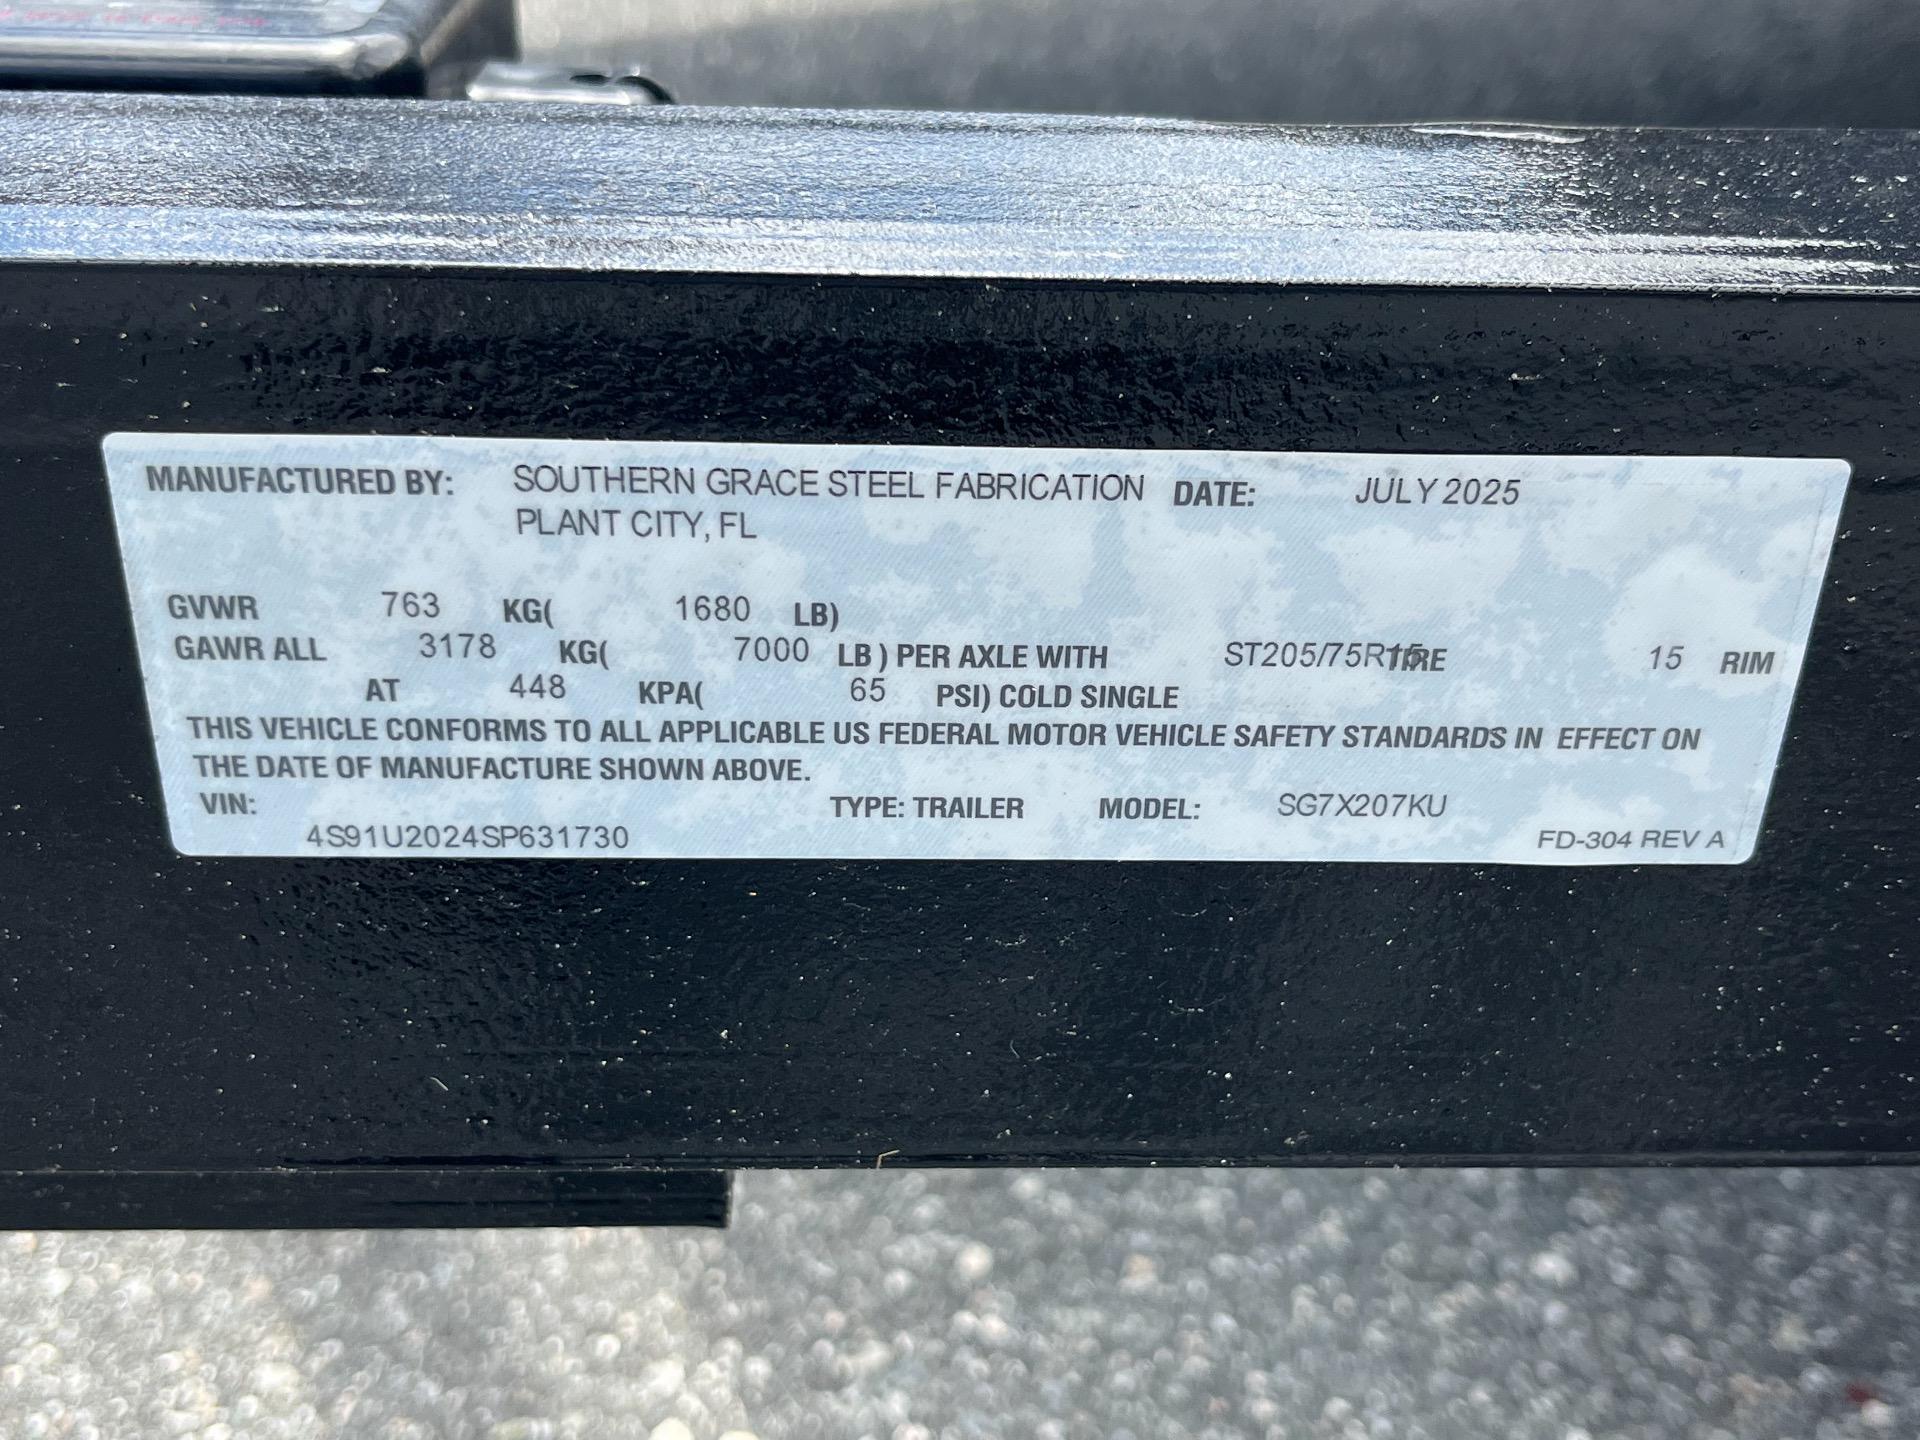 MANUFACTURED BY: SOUTHERN GRACE STEEL FABRICATION DATE: JULY 2025
PLANT CITY, FL
GVWR 763 KG( 1680 LB)
GAWR ALL 3178 KG( 7000 LB ) PER AXLE WITH ST205/75R15 TIRE 15 RIM
AT 448 KPA( 65 PSI) COLD SINGLE
THIS VEHICLE CONFORMS TO ALL APPLICABLE US FEDERAL MOTOR VEHICLE SAFETY STANDARDS IN EFFECT ON
THE DATE OF MANUFACTURE SHOWN ABOVE.
VIN: TYPE: TRAILER MODEL: SG7X207KU
4S91U2024SP631730 FD-304 REV A